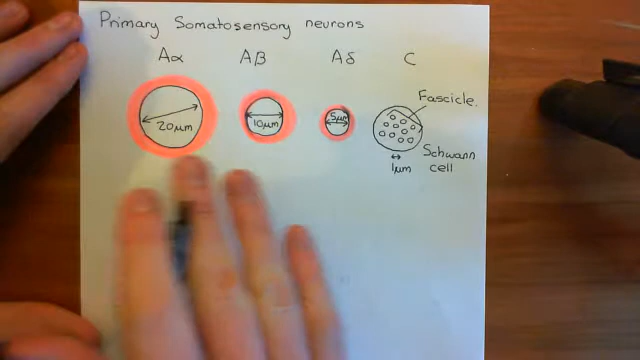 Primary Somatosensory neurons
Aα Aβ Aδ C
Fascicle.
20μm 10μm 5μm
Schwann
cell
1μm